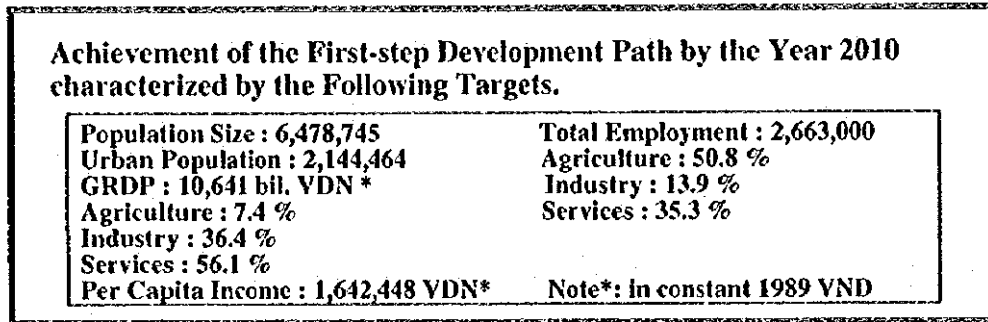 Achievement of the First-step Development Path by the Year 2010
characterized by the Following Targets.
Population Size : 6,478,745
Urban Population : 2,144,464
GRDP : 10,641 bil. VDN *
Agriculture : 7.4 %
Industry : 36.4 %
Services : 56.1 %
Per Capita Income : 1,642,448 VDN*
Total Employment : 2,663,000
Agriculture : 50.8 %
Industry : 13.9 %
Services : 35.3 %
Note*: in constant 1989 VND